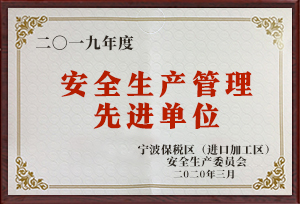 二〇一九年度
安全生产管理
先进单位
宁波保税区（进口加工区）
安全生产委员会
二〇二〇年三月